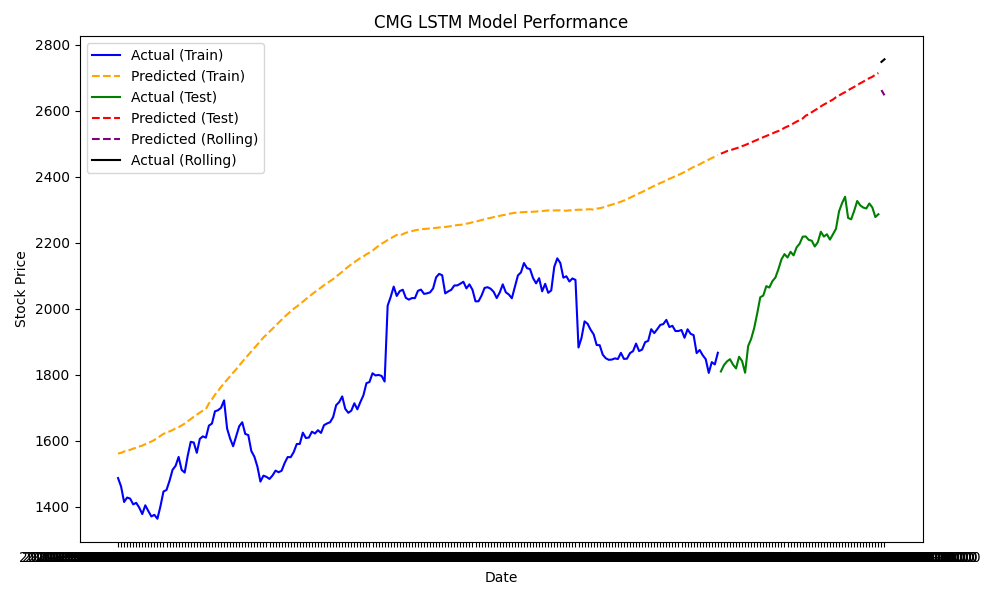 CMG LSTM Model Performance
Actual (Train)
Predicted (Train)
Actual (Test)
Predicted (Test)
Predicted (Rolling)
Actual (Rolling)
Stock Price
2800
2600
2400
2200
2000
1800
1600
1400
Date